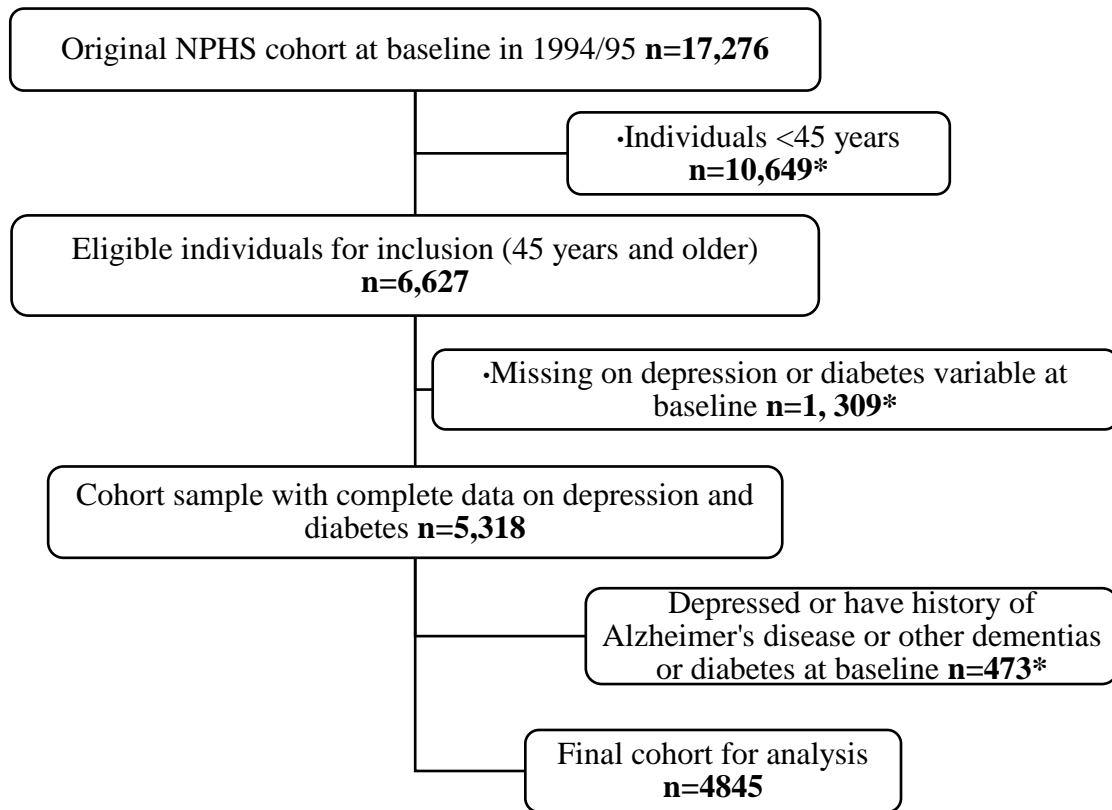 Original NPHS cohort at baseline in 1994/95 n=17,276
·Individuals <45 years
n=10,649*
Eligible individuals for inclusion (45 years and older)
n=6,627
·Missing on depression or diabetes variable at
baseline n=1, 309*
Cohort sample with complete data on depression and
diabetes n=5,318
Depressed or have history of
Alzheimer's disease or other dementias
or diabetes at baseline n=473*
Final cohort for analysis
n=4845